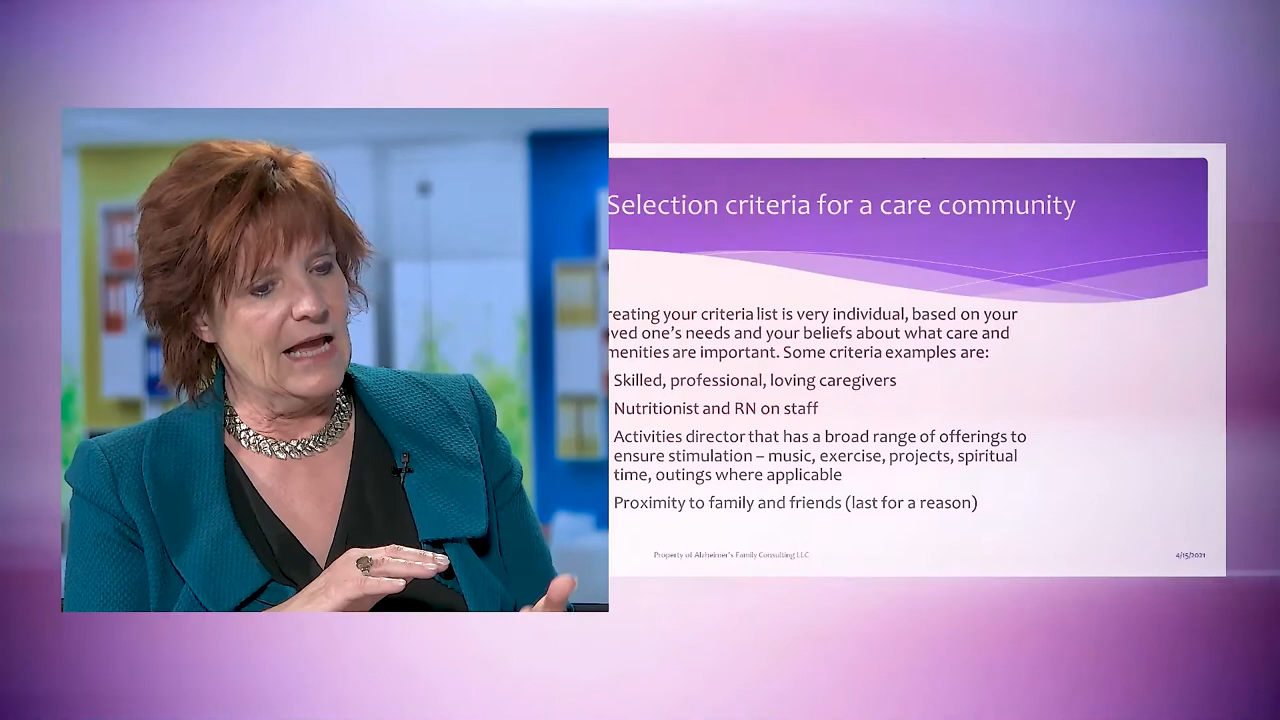 Selection criteria for a care community
reating your criteria list is very individual, based on your
ved one's needs and your beliefs about what care and
menities are important. Some criteria examples are:
Skilled, professional, loving caregivers
Nutritionist and RN on staff
Activities director that has a broad range of offerings to
ensure stimulation – music, exercise, projects, spiritual
time, outings where applicable
Proximity to family and friends (last for a reason)
Property of Alzheimer's Family Consulting LLC
4/15/2021